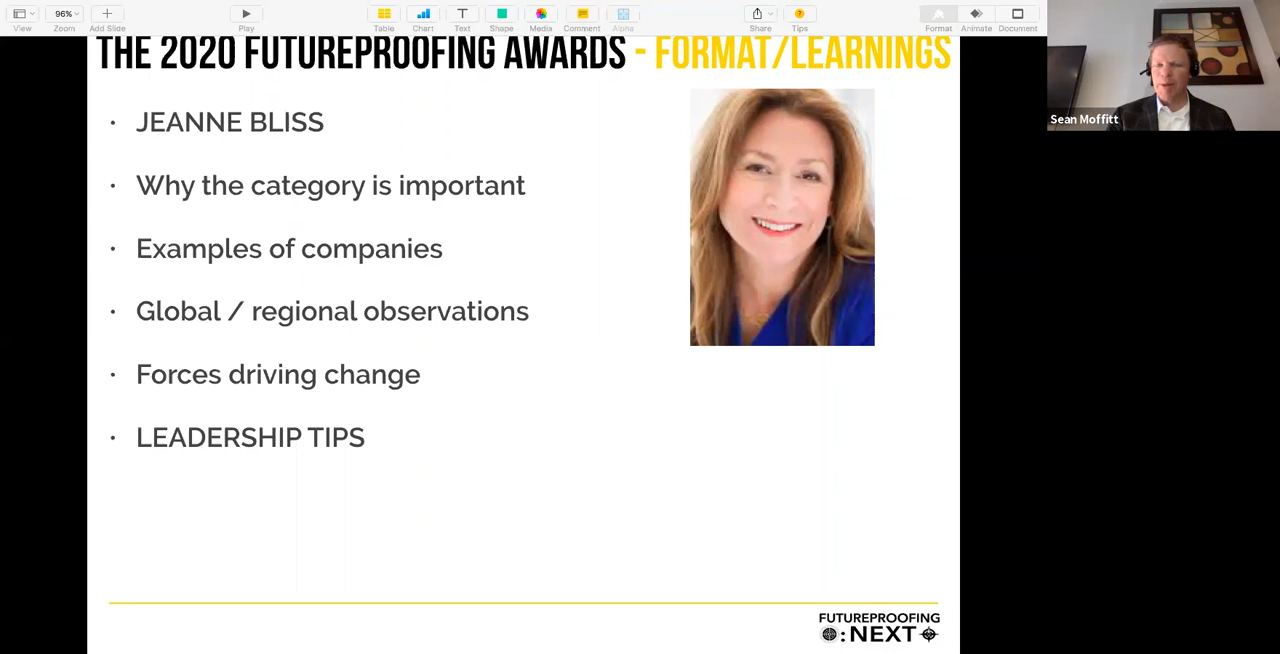 96%
View
Zoom
Add Slide
Play
Table
Chart
Text
Shape
Media
Comment
Alpha
Share
Tips
Format
Animate
Document
THE 2020 FUTUREPROOFING AWARDS - FORMAT/LEARNINGS
Sean Moffitt
· JEANNE BLISS
· Why the category is important
· Examples of companies
· Global / regional observations
· Forces driving change
· LEADERSHIP TIPS
FUTUREPROOFING
:NEXT